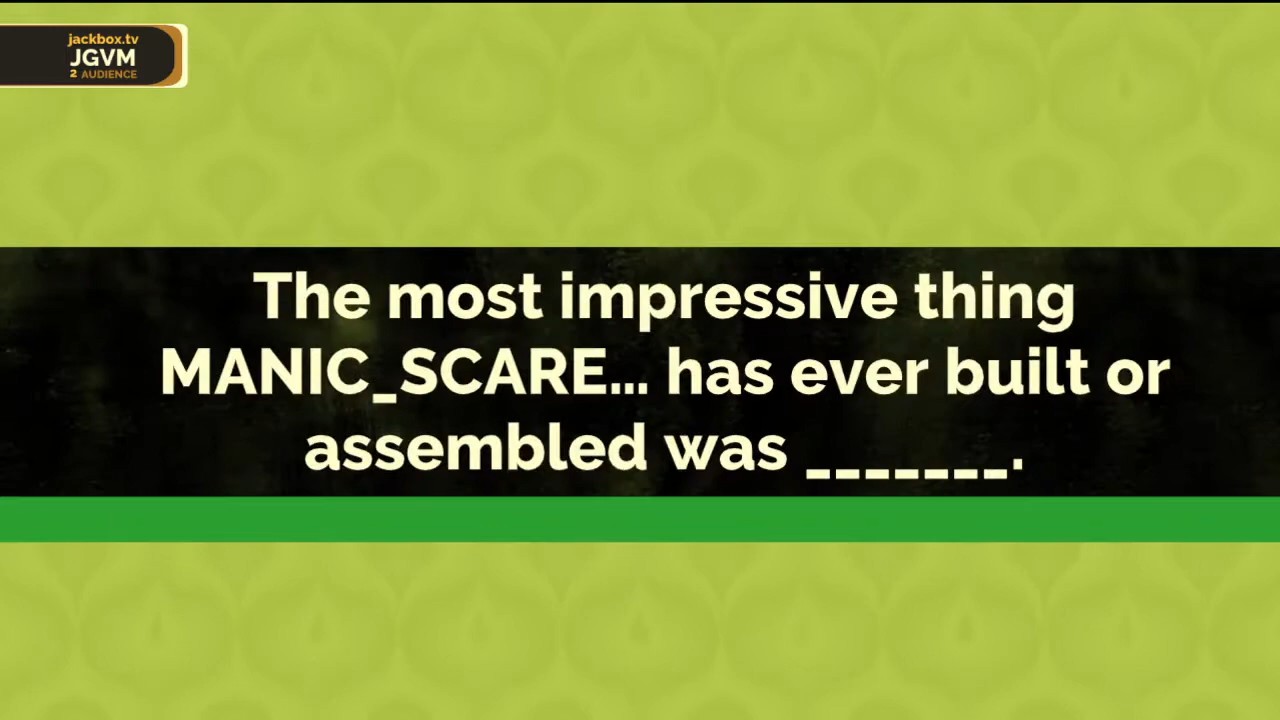 jackbox.tv
JGVM
2 AUDIENCE
The most impressive thing
MANIC_SCARE... has ever built or
assembled was _______.